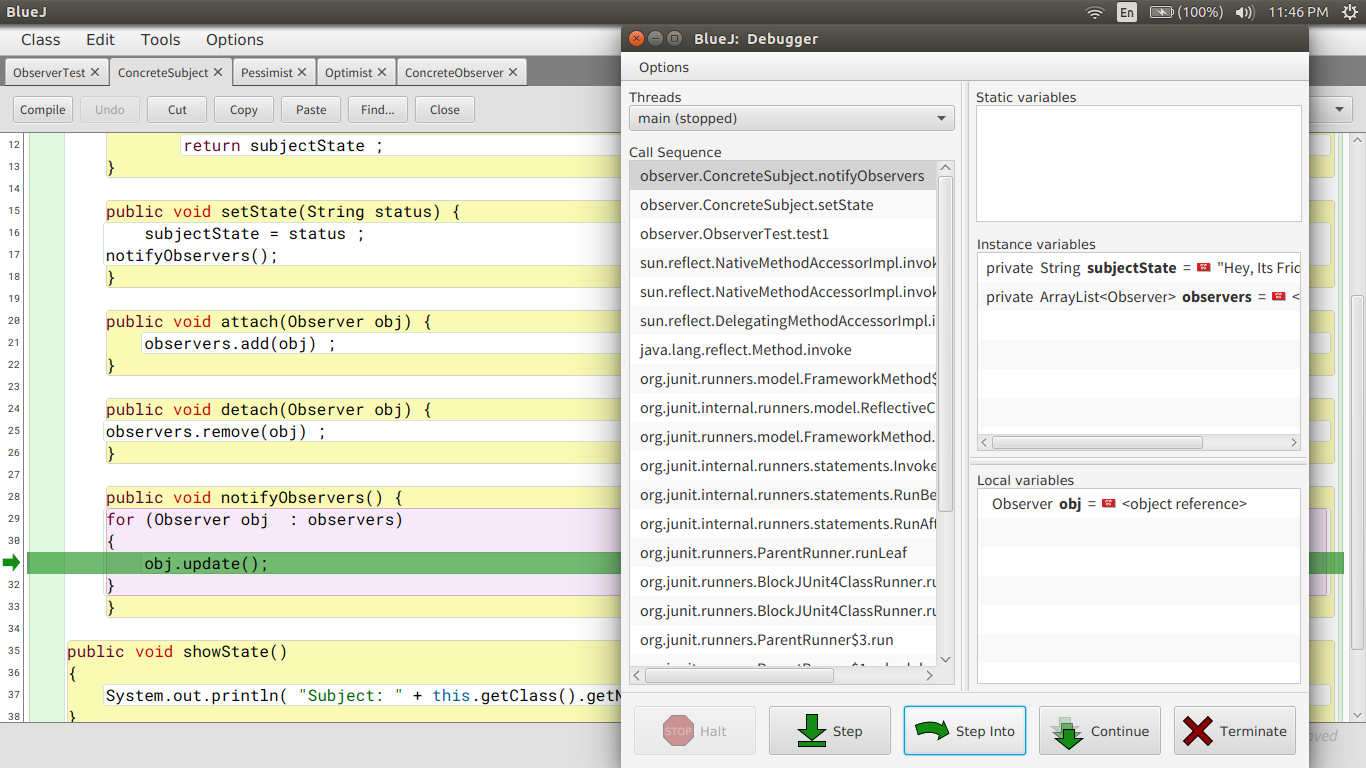 BlueJ
En
(100%)
11:46 PM
Class Edit Tools Options
ObserverTest ConcreteSubject Pessimist Optimist ConcreteObserver
Compile Undo Cut Copy Paste Find... Close
12 return subjectState ;
13 }
14
15 public void setState(String status) {
16 subjectState = status ;
17 notifyObservers();
18 }
19
20 public void attach(Observer obj) {
21 observers.add(obj) ;
22 }
23
24 public void detach(Observer obj) {
25 observers.remove(obj) ;
26 }
27
28 public void notifyObservers() {
29 for (Observer obj : observers)
30 {
obj.update();
32 }
33 }
34
35 public void showState()
36 {
37 System.out.println( "Subject: " + this.getClass().getN
38 }
BlueJ: Debugger
Options
Threads
main (stopped)
Call Sequence
observer.ConcreteSubject.notifyObservers
observer.ConcreteSubject.setState
observer.ObserverTest.test1
sun.reflect.NativeMethodAccessorImpl.invok
sun.reflect.NativeMethodAccessorImpl.invok
sun.reflect.DelegatingMethodAccessorImpl.i
java.lang.reflect.Method.invoke
org.junit.runners.model.FrameworkMethod$
org.junit.internal.runners.model.ReflectiveC
org.junit.runners.model.FrameworkMethod.
org.junit.internal.runners.statements.Invoke
org.junit.internal.runners.statements.RunBe
org.junit.internal.runners.statements.RunAft
org.junit.runners.ParentRunner.runLeaf
org.junit.runners.BlockJUnit4ClassRunner.ru
org.junit.runners.BlockJUnit4ClassRunner.ru
org.junit.runners.ParentRunner$3.run
Static variables
Instance variables
private String subjectState = "Hey, Its Fric
private ArrayList<Observer> observers = <
Local variables
Observer obj = <object reference>
STOP Halt Step Step Into Continue Terminate
aved